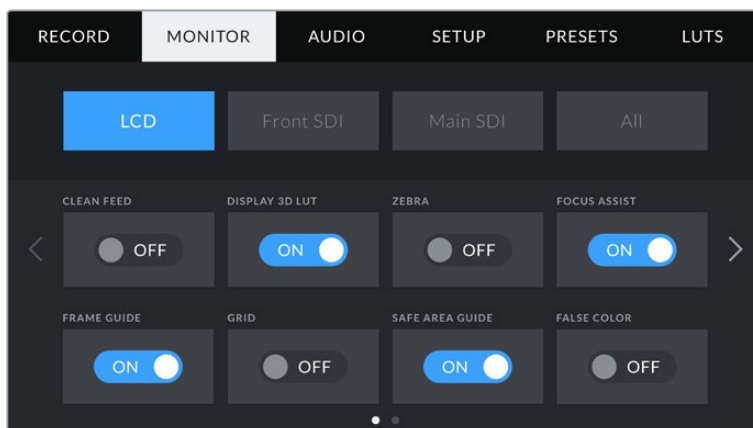 RECORD MONITOR AUDIO SETUP PRESETS LUTS
LCD Front SDI Main SDI All
CLEAN FEED DISPLAY 3D LUT ZEBRA FOCUS ASSIST
OFF ON OFF ON
FRAME GUIDE GRID SAFE AREA GUIDE FALSE COLOR
ON OFF ON OFF